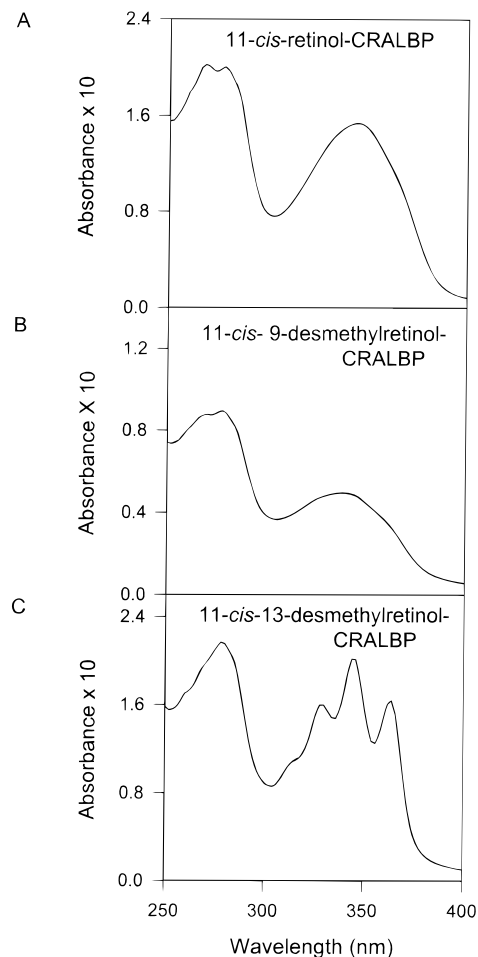 A
2.4
11-cis-retinol-CRALBP
1.6
Absorbance x 10
0.8
0.0
B
11-cis- 9-desmethylretinol-
CRALBP
1.2
0.8
Absorbance X 10
0.4
0.0
C
11-cis-13-desmethylretinol-
CRALBP
2.4
1.6
Absorbance x 10
0.8
0.0
250 300 350 400
Wavelength (nm)